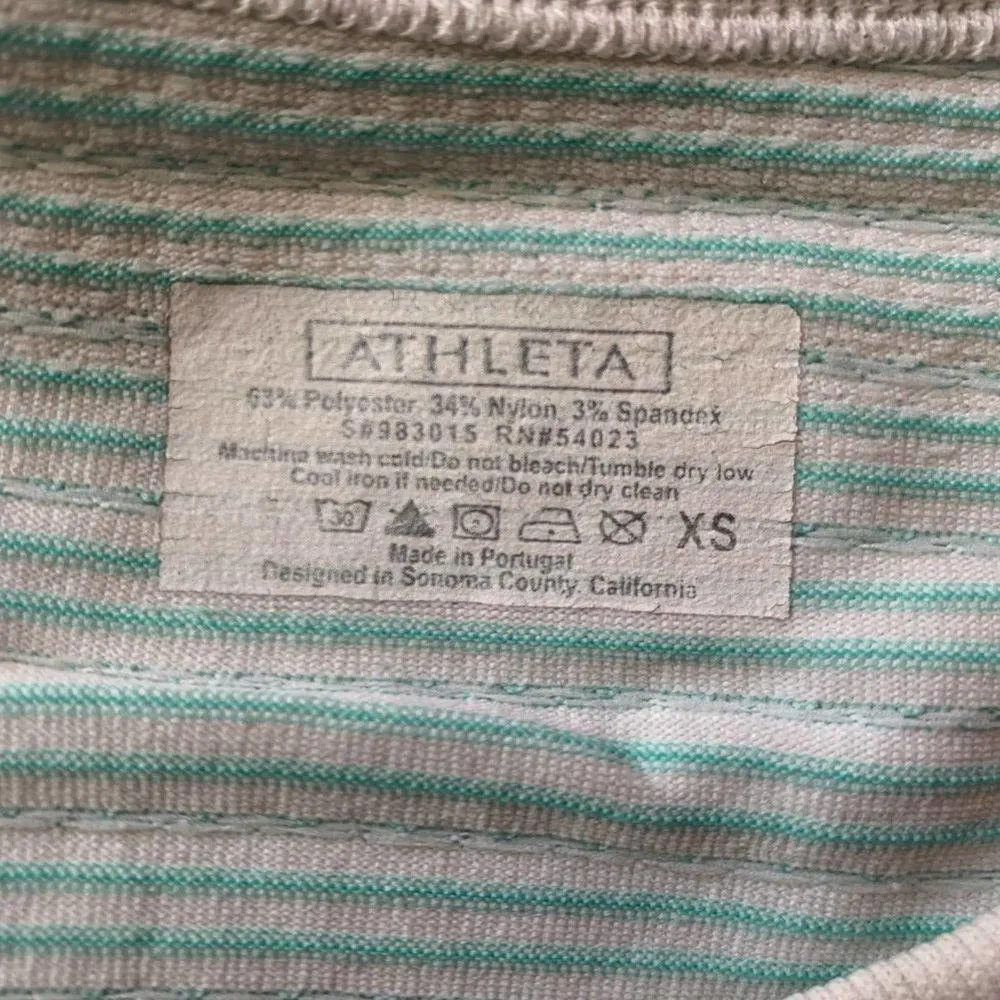 ATHLETA
63% Polyester, 34% Nylon, 3% Spandex
S#983015 RN#54023
Machine wash cold/Do not bleach/Tumble dry low
Cool iron if needed/Do not dry clean
30 XS
Made in Portugal
Designed in Sonoma County, California